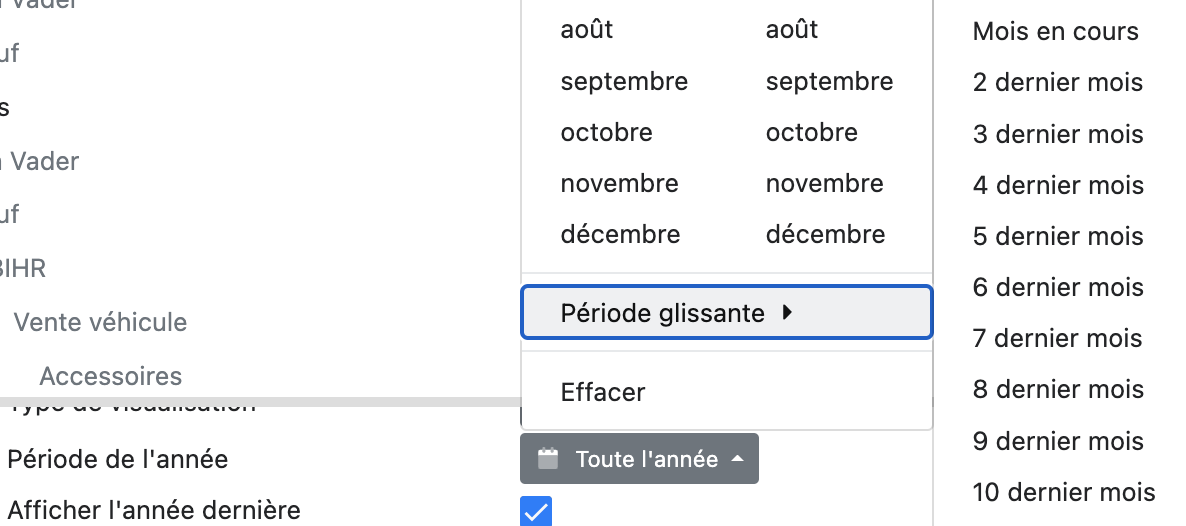 Vader
uf
s
Vader
uf
BIHR
Vente véhicule
Accessoires
Type de visualisation
Période de l'année
Afficher l'année dernière
août août
septembre septembre
octobre octobre
novembre novembre
décembre décembre
Période glissante
Effacer
Toute l'année
Mois en cours
2 dernier mois
3 dernier mois
4 dernier mois
5 dernier mois
6 dernier mois
7 dernier mois
8 dernier mois
9 dernier mois
10 dernier mois